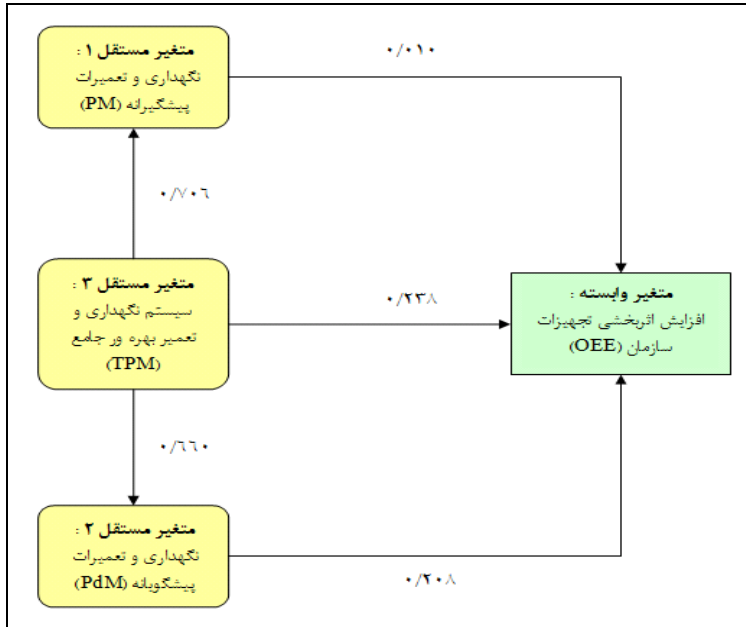 متغیر مستقل ۱ :
نگهداری و تعمیرات
پیشگیرانه (PM)
۰/۰۱۰
۰/۷۰۶
متغیر مستقل ۳ :
سیستم نگهداری و
تعمیر بهره ور جامع
(TPM)
۰/۲۳۸
متغیر وابسته :
افزایش اثربخشی تجهیزات
سازمان (OEE)
۰/۶۶۰
متغیر مستقل ۲ :
نگهداری و تعمیرات
پیشگویانه (PdM)
۰/۲۰۸